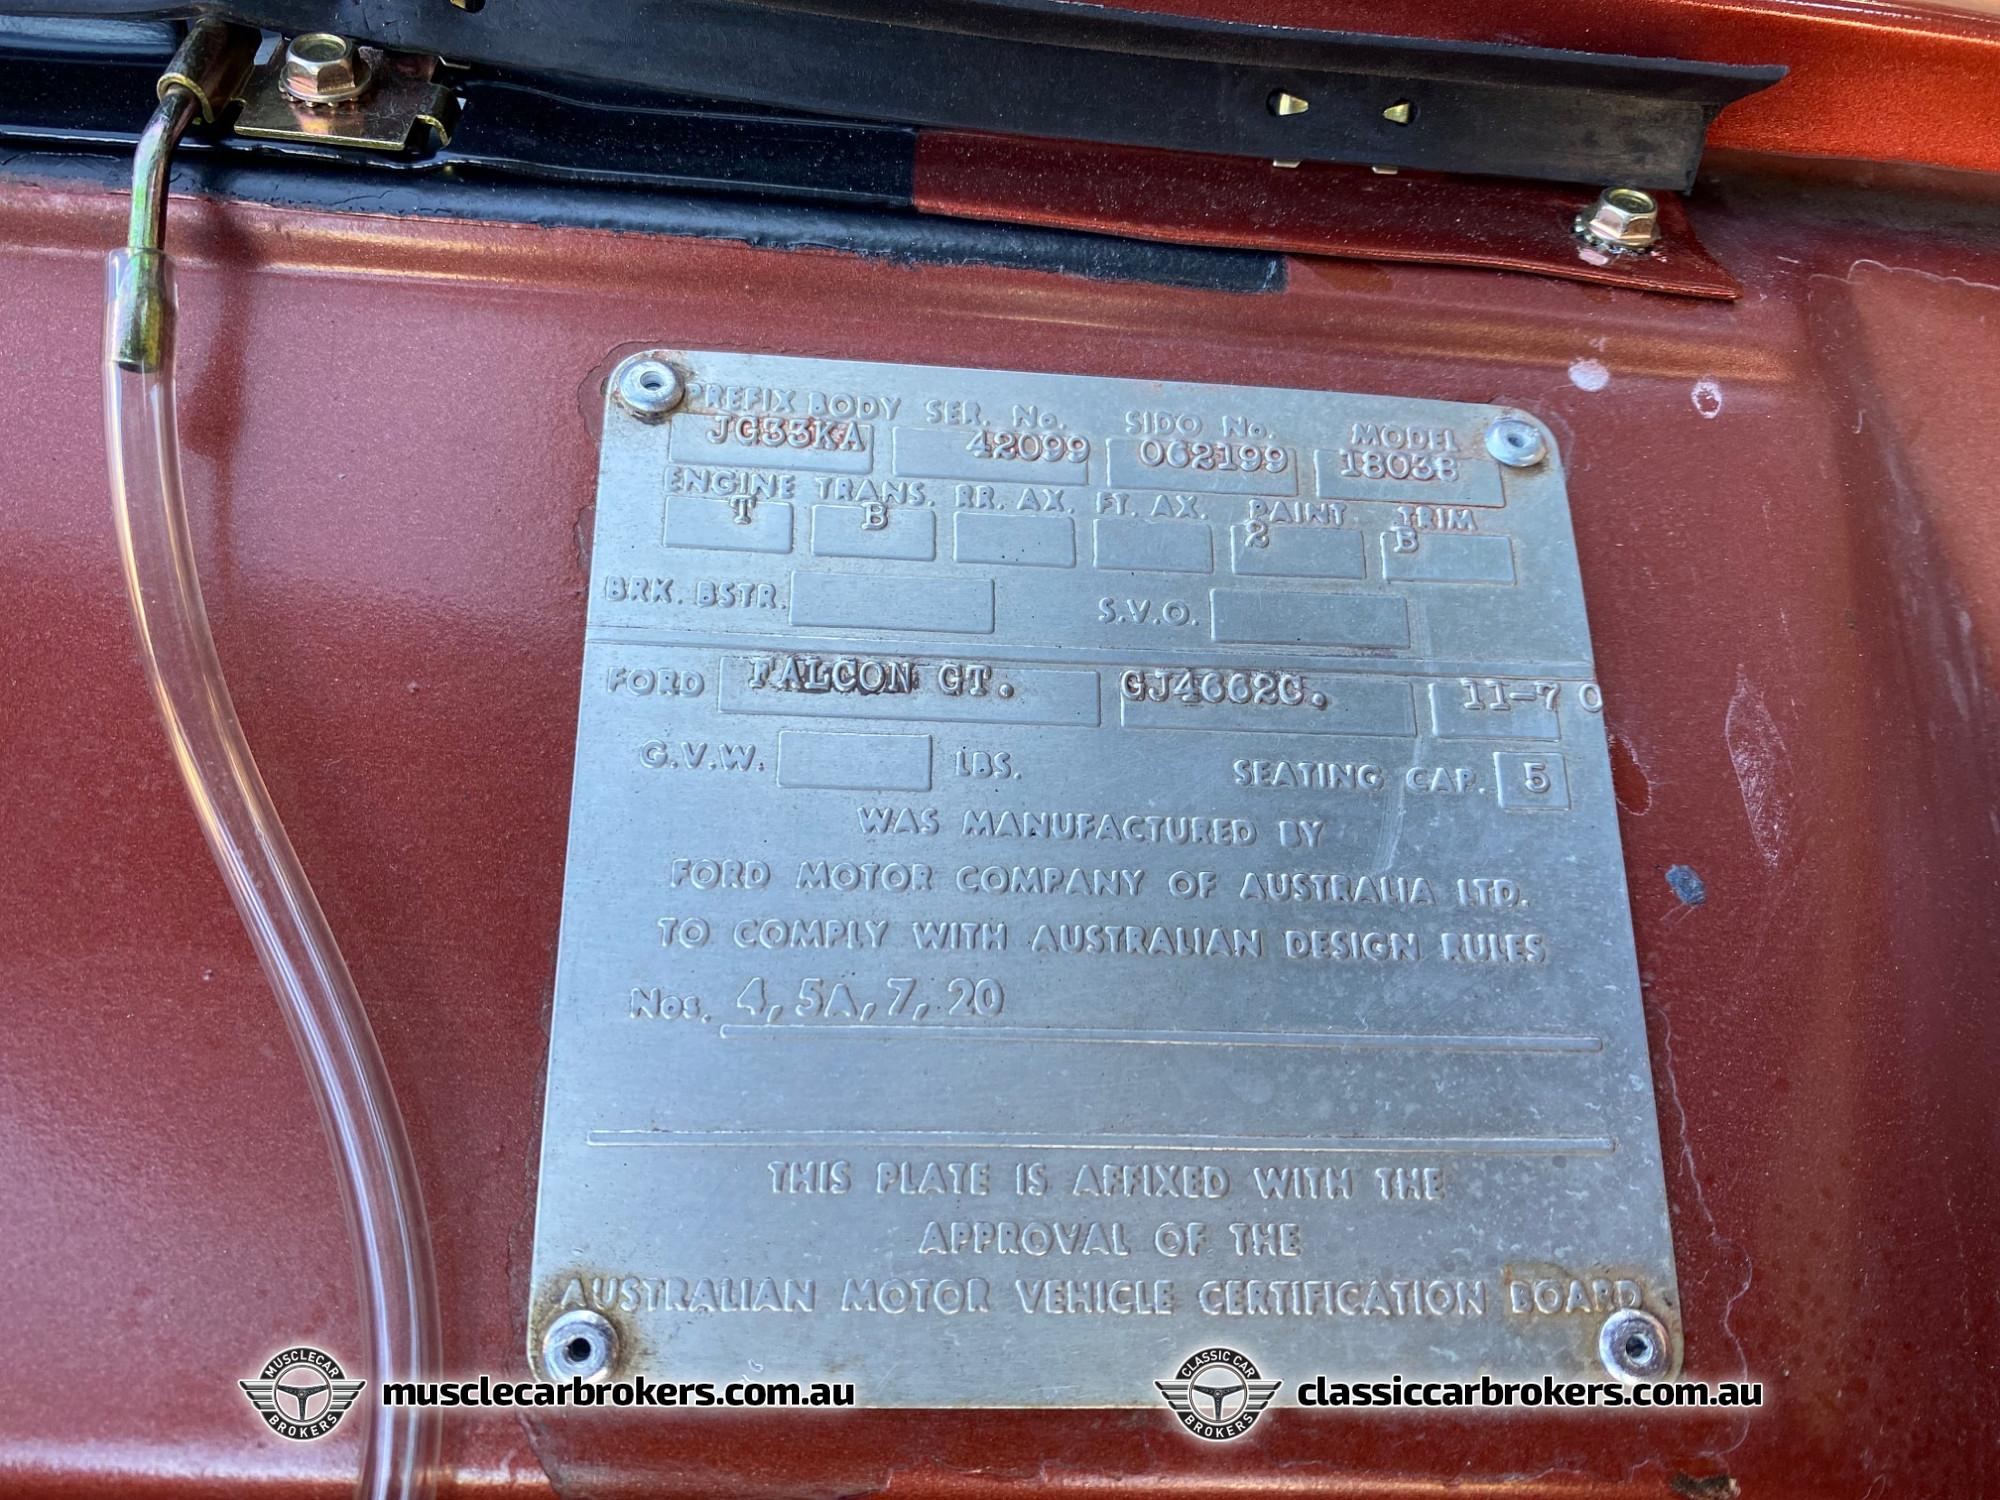 PREFIX BODY SER. No. SIDO No. MODEL
JG33KA 42099 062199 18038
ENGINE TRANS. RR. AX. FT. AX. PAINT TRIM
T B 2 B
BRK. BSTR. S.V.O.
FORD FALCON GT. GJ4662C. 11-70
G.V.W. LBS. SEATING CAP. 5
WAS MANUFACTURED BY
FORD MOTOR COMPANY OF AUSTRALIA LTD.
TO COMPLY WITH AUSTRALIAN DESIGN RULES
Nos. 4, 5A, 7, 20
THIS PLATE IS AFFIXED WITH THE
APPROVAL OF THE
AUSTRALIAN MOTOR VEHICLE CERTIFICATION BOARD
MUSCLECAR BROKERS musclecarbrokers.com.au CLASSIC CAR BROKERS classiccarbrokers.com.au